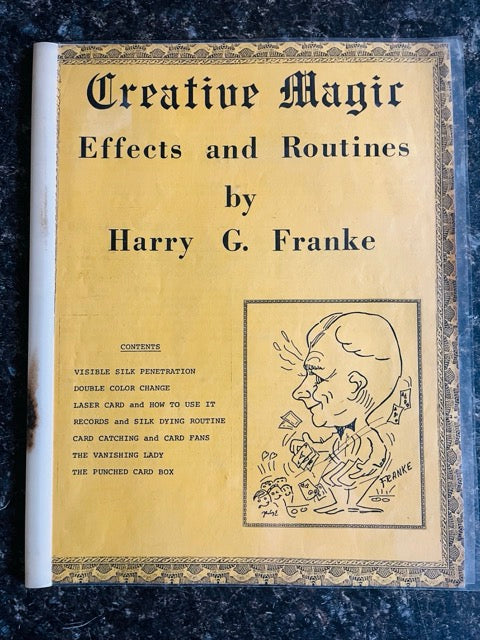 Creative Magic
Effects and Routines
by
Harry G. Franke
CONTENTS
VISIBLE SILK PENETRATION
DOUBLE COLOR CHANGE
LASER CARD and HOW TO USE IT
RECORDS and SILK DYING ROUTINE
CARD CATCHING and CARD FANS
THE VANISHING LADY
THE PUNCHED CARD BOX
FRANKE